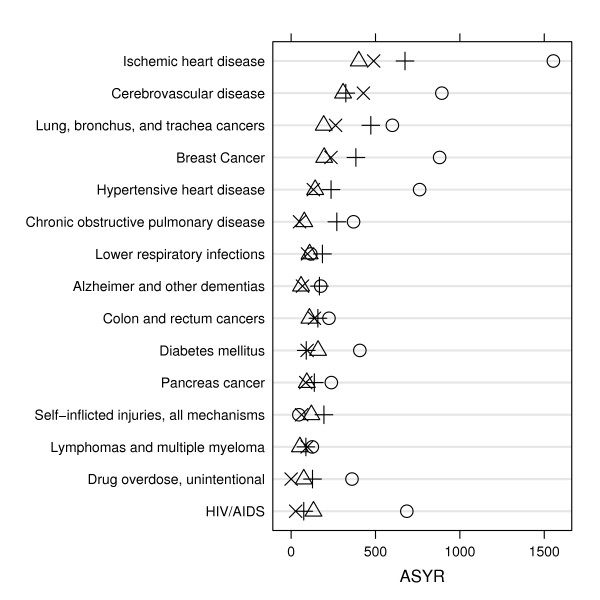 Ischemic heart disease
Cerebrovascular disease
Lung, bronchus, and trachea cancers
Breast Cancer
Hypertensive heart disease
Chronic obstructive pulmonary disease
Lower respiratory infections
Alzheimer and other dementias
Colon and rectum cancers
Diabetes mellitus
Pancreas cancer
Self−inflicted injuries, all mechanisms
Lymphomas and multiple myeloma
Drug overdose, unintentional
HIV/AIDS
0 500 1000 1500
ASYR